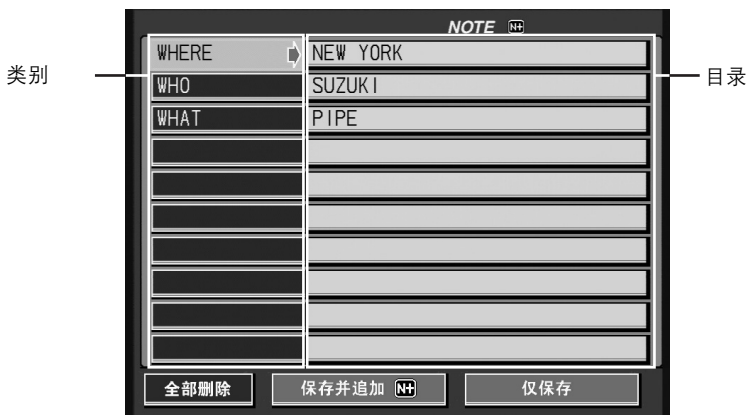 NOTE N+
类别
目录
WHERE NEW YORK
WHO SUZUKI
WHAT PIPE
全部删除 保存并追加 N+ 仅保存